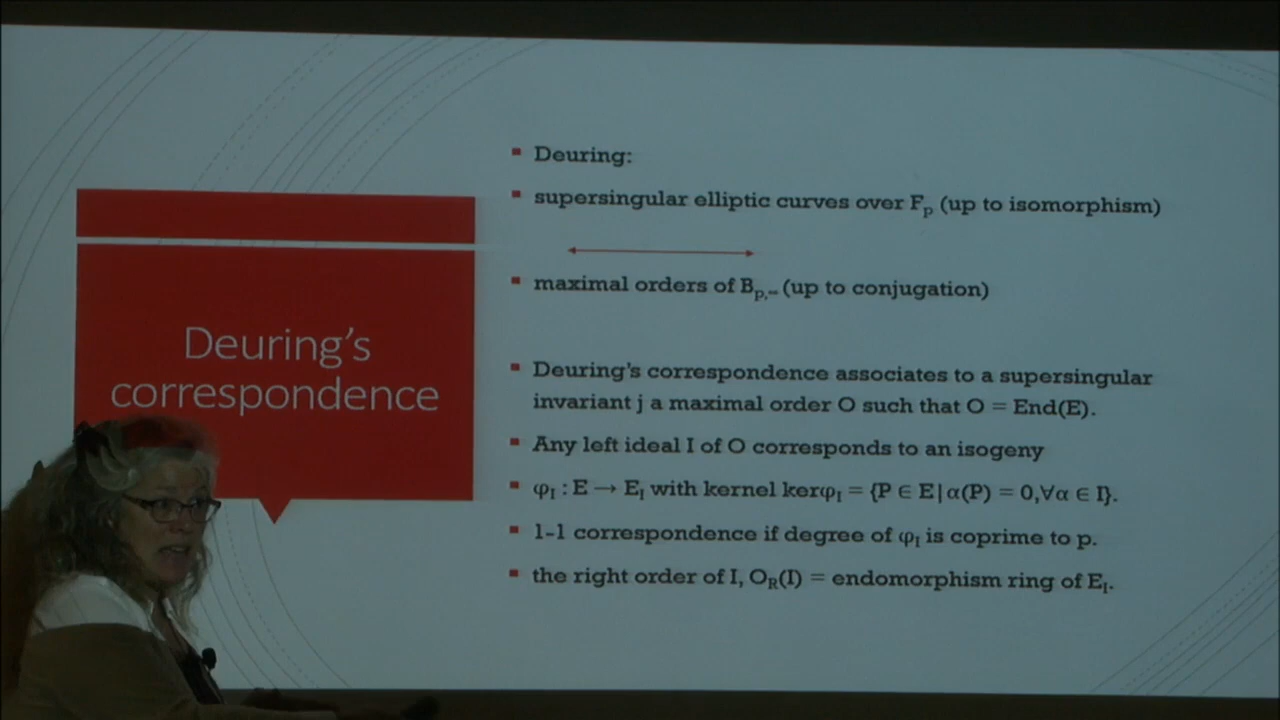 Deuring's
correspondence
▪ Deuring:
▪ supersingular elliptic curves over Fₚ (up to isomorphism)
▪ maximal orders of Bₚ,∞ (up to conjugation)
▪ Deuring's correspondence associates to a supersingular
invariant j a maximal order O such that O = End(E).
▪ Any left ideal I of O corresponds to an isogeny
▪ φ_I : E → E_I with kernel kerφ_I = {P ∈ E|α(P) = 0,∀α ∈ I}.
▪ 1-1 correspondence if degree of φ_I is coprime to p.
▪ the right order of I, O_R(I) = endomorphism ring of E_I.